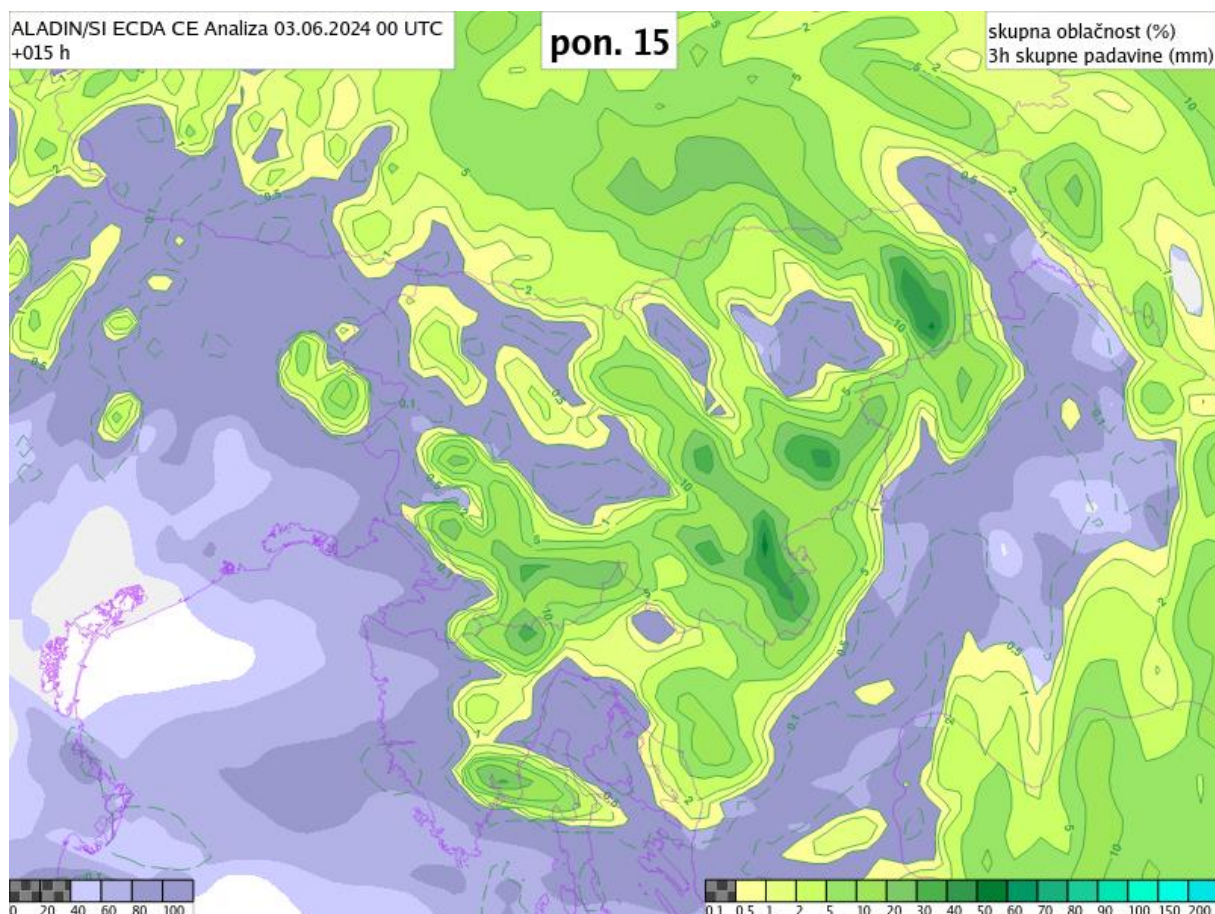 ALADIN/SI ECDA CE Analiza 03.06.2024 00 UTC
+015 h
pon. 15
skupna oblačnost (%)
3h skupne padavine (mm)
0 20 40 60 80 100
0.1 0.5 1 2 5 10 20 30 40 50 60 70 80 90 100 150 200